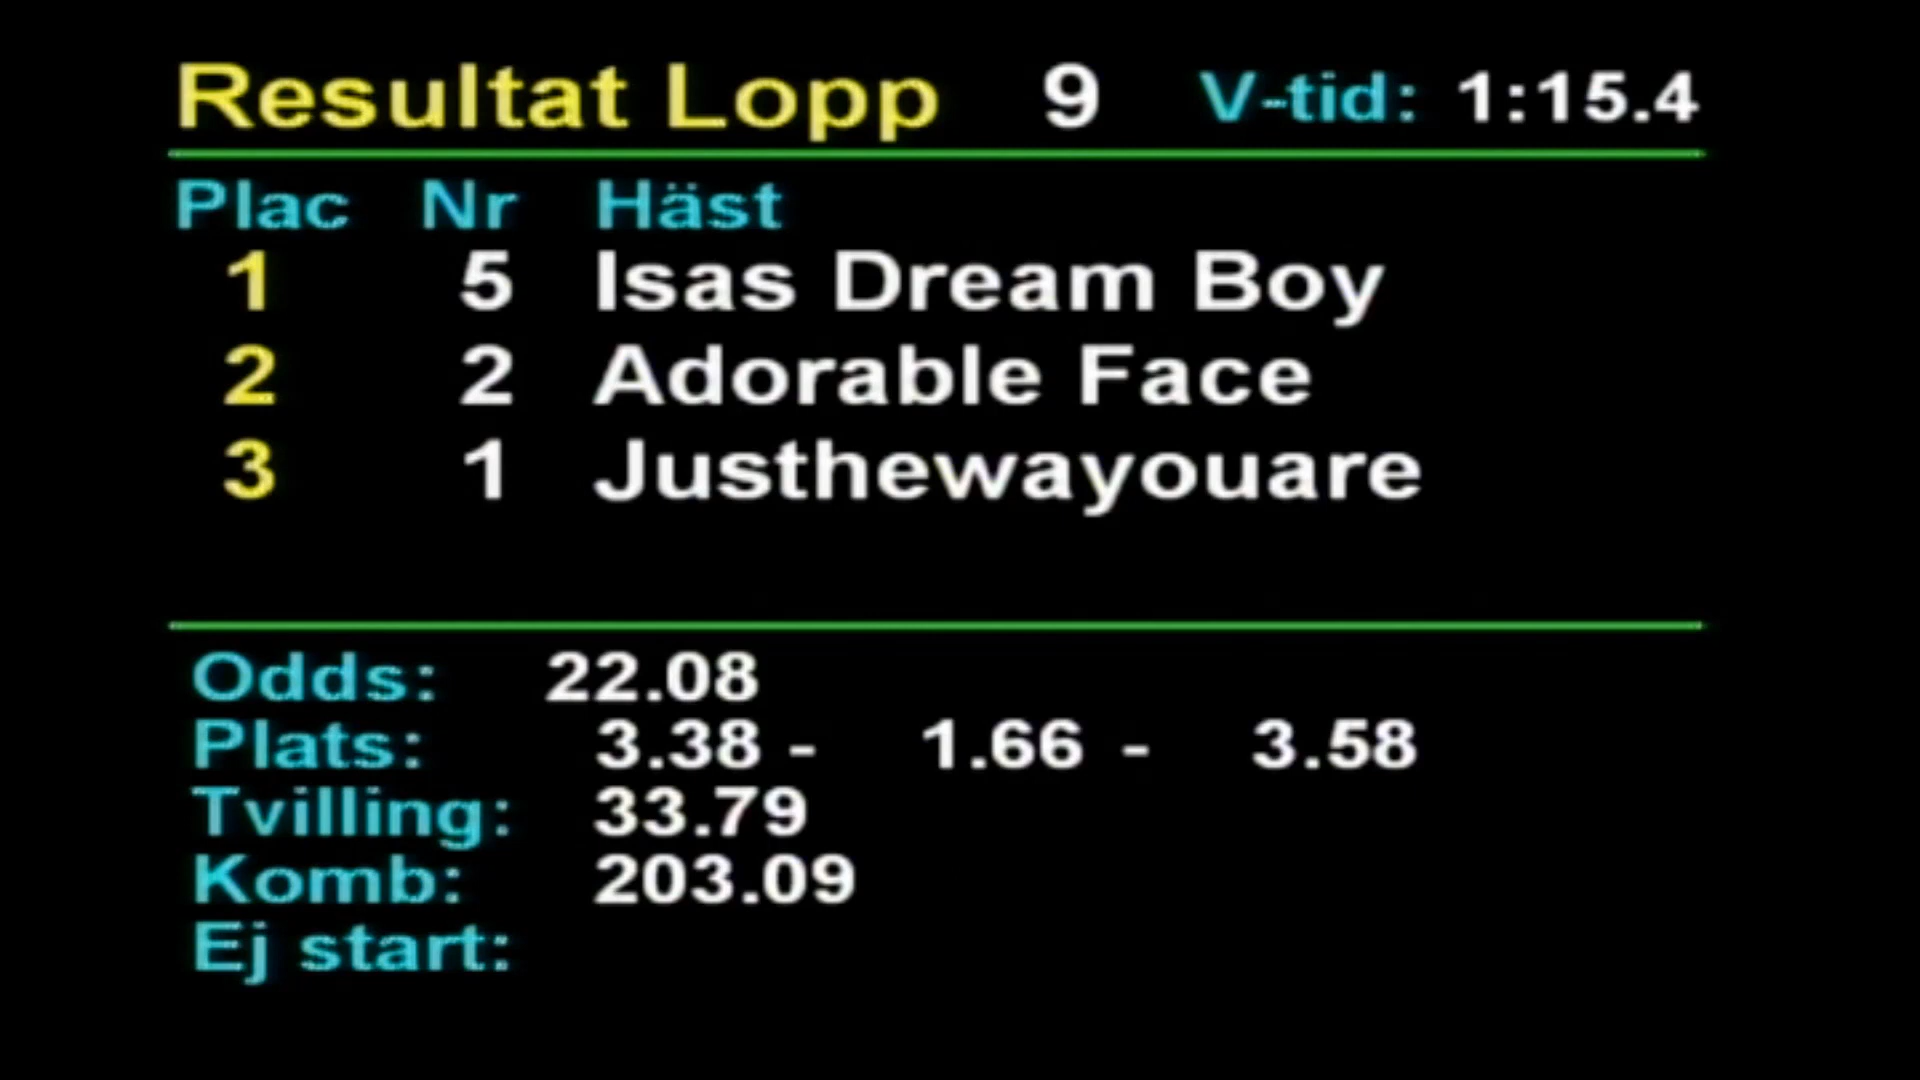 Resultat Lopp 9 V-tid: 1:15.4
Plac Nr Häst
1 5 Isas Dream Boy
2 2 Adorable Face
3 1 Justhewayouare
Odds: 22.08
Plats: 3.38 - 1.66 - 3.58
Tvilling: 33.79
Komb: 203.09
Ej start: